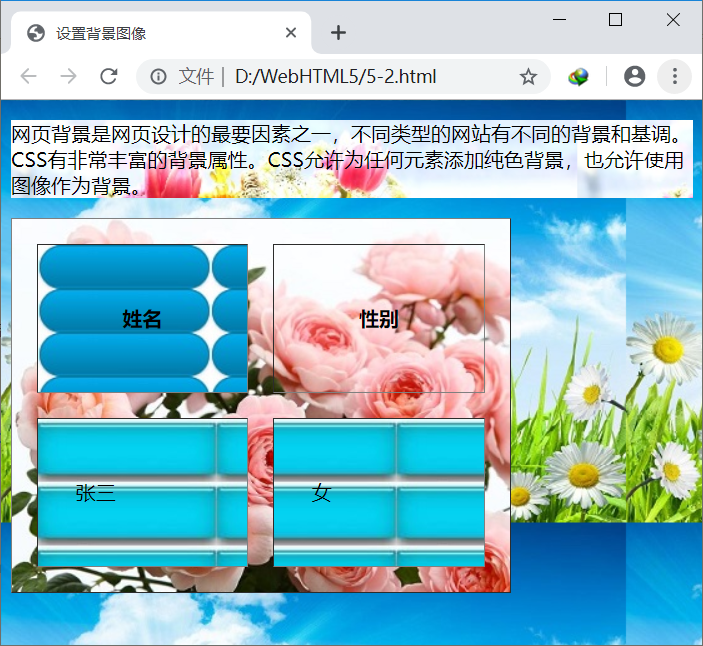 设置背景图像
文件 | D:/WebHTML5/5-2.html
网页背景是网页设计的最要因素之一，不同类型的网站有不同的背景和基调。
CSS有非常丰富的背景属性。CSS允许为任何元素添加纯色背景，也允许使用
图像作为背景。
姓名 性别
张三 女